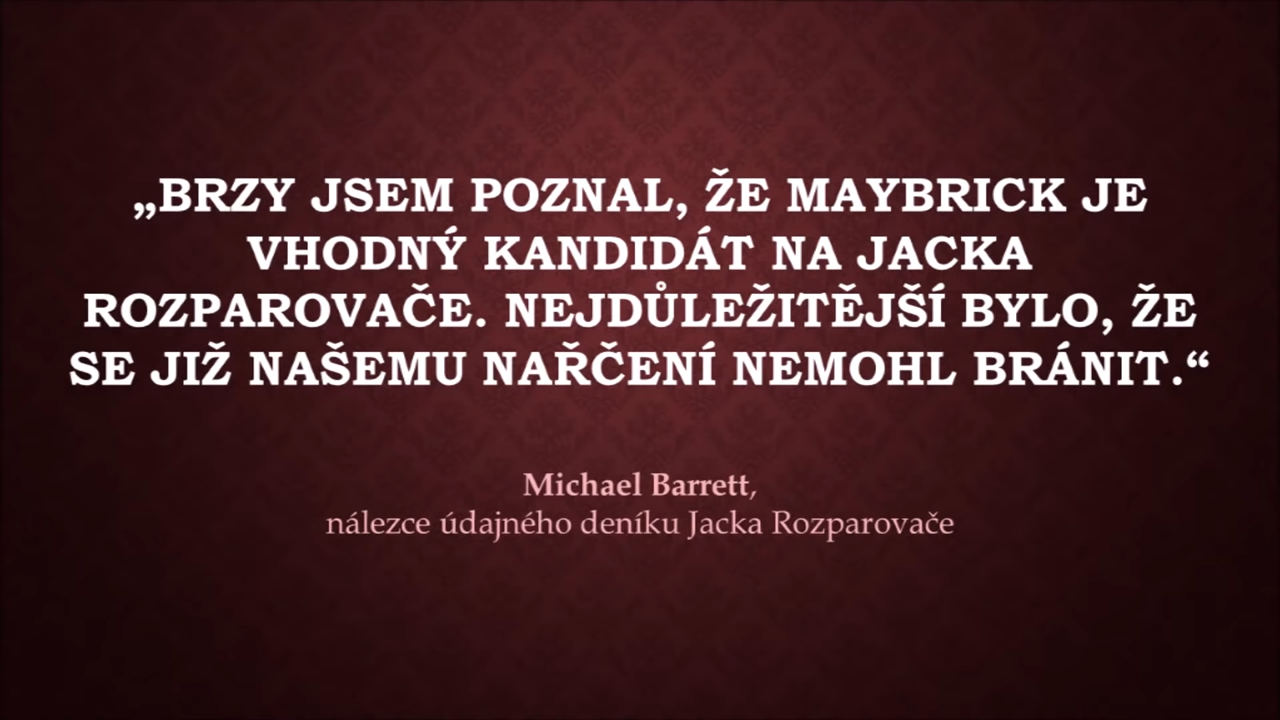 „BRZY JSEM POZNAL, ŽE MAYBRICK JE
VHODNÝ KANDIDÁT NA JACKA
ROZPAROVAČE. NEJDŮLEŽITĚJŠÍ BYLO, ŽE
SE JIŽ NAŠEMU NAŘČENÍ NEMOHL BRÁNIT.“
Michael Barrett,
nálezce údajného deníku Jacka Rozparovače